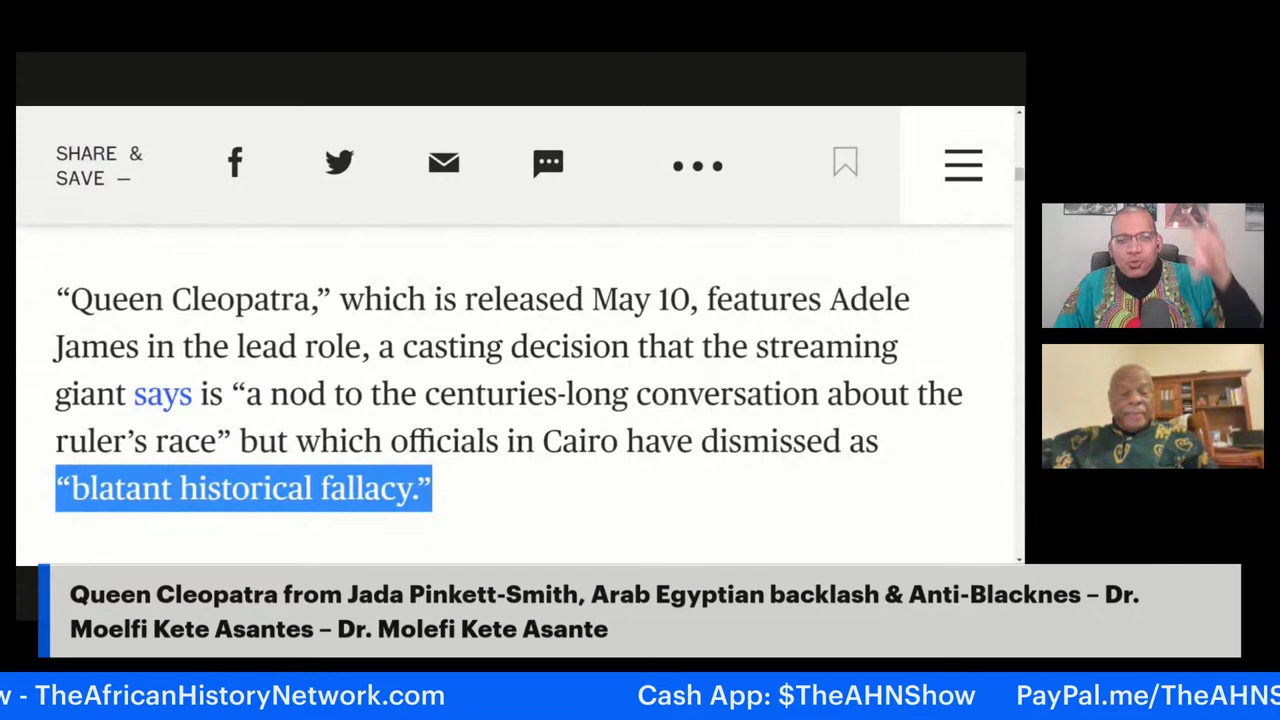 SHARE &
SAVE —
“Queen Cleopatra,” which is released May 10, features Adele
James in the lead role, a casting decision that the streaming
giant says is “a nod to the centuries-long conversation about the
ruler’s race” but which officials in Cairo have dismissed as
“blatant historical fallacy.”
Queen Cleopatra from Jada Pinkett-Smith, Arab Egyptian backlash & Anti-Blacknes – Dr.
Moelfi Kete Asantes – Dr. Molefi Kete Asante
w - TheAfricanHistoryNetwork.com Cash App: $TheAHNShow PayPal.me/TheAHNS